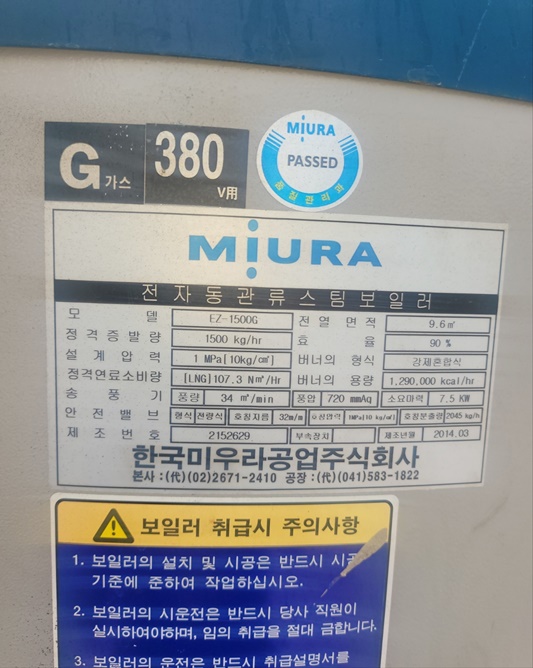 G 가스
380 V用
MIURA
PASSED
품질관리과
MIURA
전자동관류스팀보일러
모 델 EZ-1500G 전열면적 9.6㎡
정격증발량 1500 kg/hr 효 율 90 %
설계압력 1 MPa[10kg/㎠] 버너의 형식 강제혼합식
정격연료소비량 [LNG]107.3 N㎥/Hr 버너의 용량 1,290,000 kcal/hr
송 풍 기 풍량 34 ㎥/min 풍압 720 mmAq 소요마력 7.5 KW
안전밸브 형식 전량식 호칭지름 32m/m 호칭압력 1MPa[10 kg/㎠] 호칭분출량 2045 kg/h
제조번호 2152629 부속장치 제조년월 2014.03
한국미우라공업주식회사
본사:(代)(02)2671-2410 공장:(代)(041)583-1822
보일러 취급시 주의사항
1. 보일러의 설치 및 시공은 반드시 시공
기준에 준하여 작업하십시오.
2. 보일러의 시운전은 반드시 당사 직원이
실시하여야하며, 임의 취급을 절대 금합니다.
3. 보일러의 운전은 반드시 취급설명서를